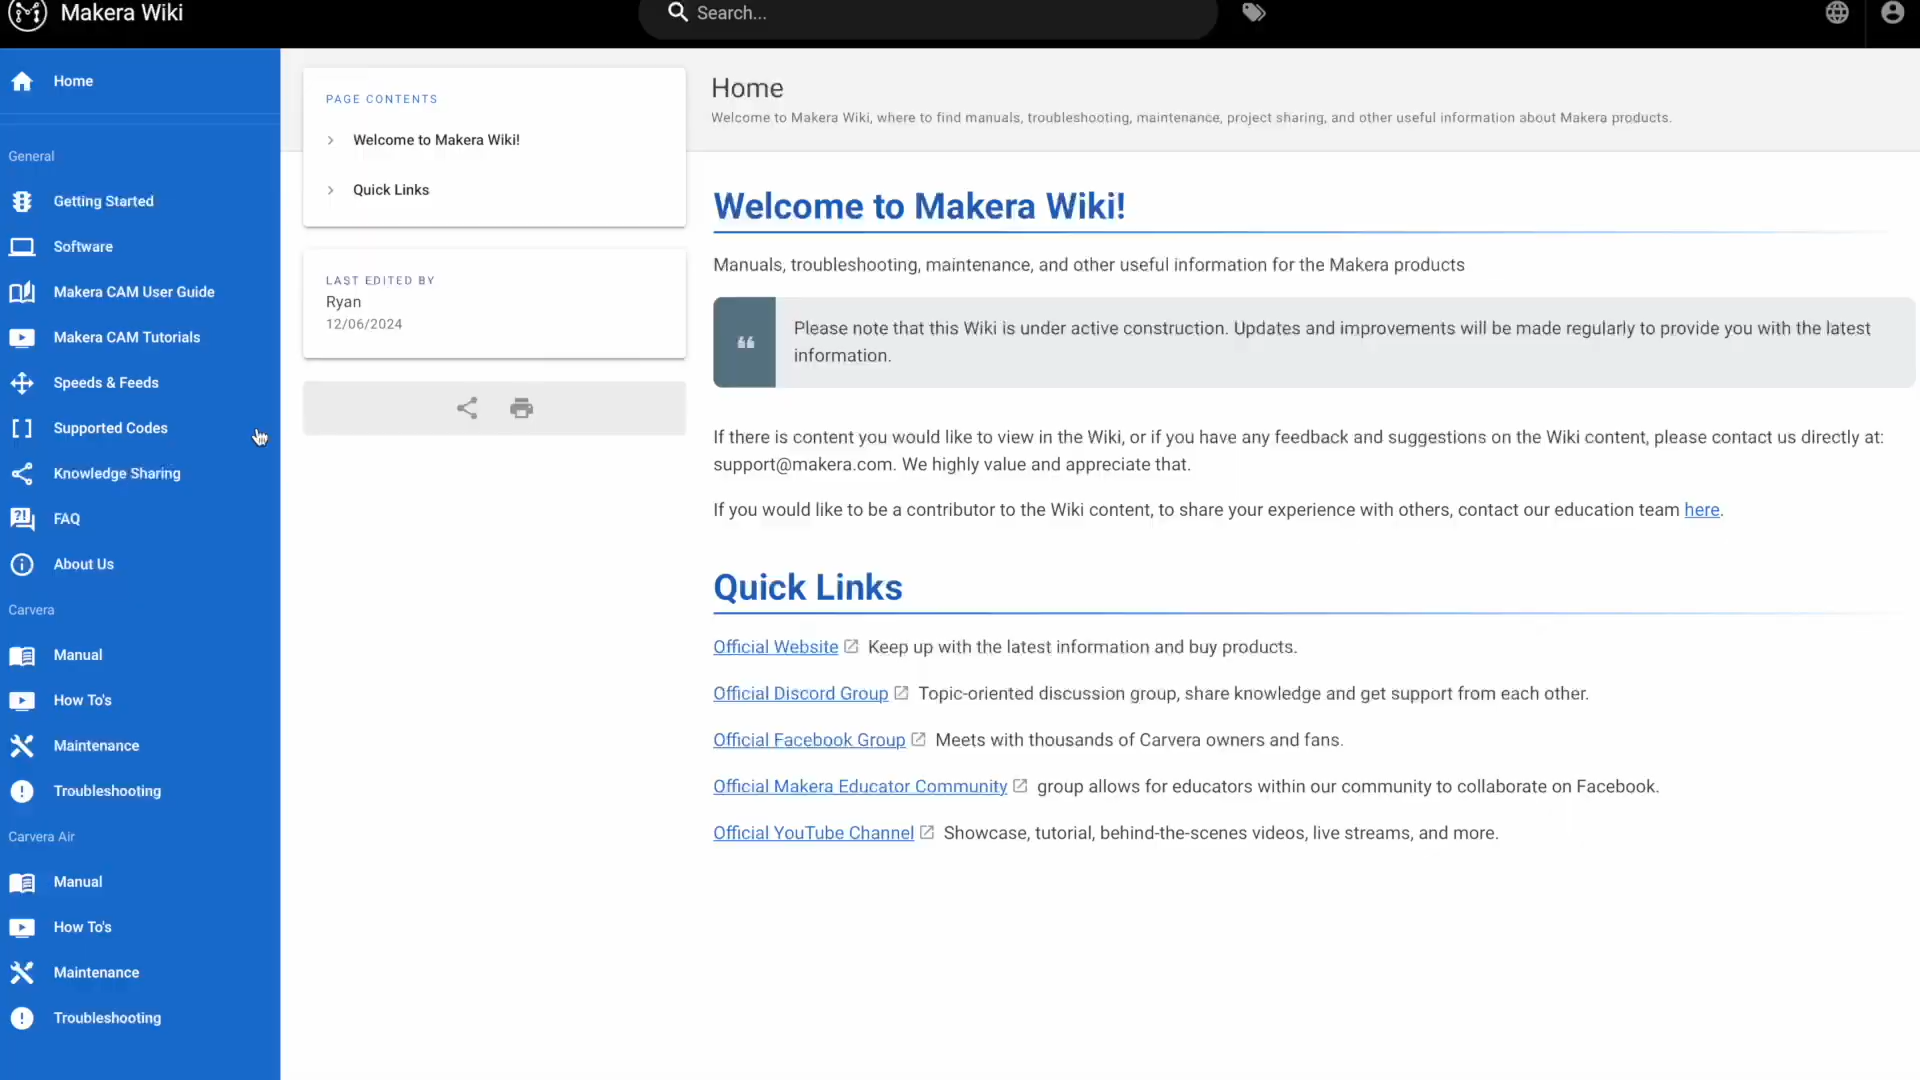 Makera Wiki
Search...
Home
General
Getting Started
Software
Makera CAM User Guide
Makera CAM Tutorials
Speeds & Feeds
Supported Codes
Knowledge Sharing
FAQ
About Us
Carvera
Manual
How To's
Maintenance
Troubleshooting
Carvera Air
Manual
How To's
Maintenance
Troubleshooting
PAGE CONTENTS
Welcome to Makera Wiki!
Quick Links
LAST EDITED BY
Ryan
12/06/2024
Home
Welcome to Makera Wiki, where to find manuals, troubleshooting, maintenance, project sharing, and other useful information about Makera products.
Welcome to Makera Wiki!
Manuals, troubleshooting, maintenance, and other useful information for the Makera products
Please note that this Wiki is under active construction. Updates and improvements will be made regularly to provide you with the latest
information.
If there is content you would like to view in the Wiki, or if you have any feedback and suggestions on the Wiki content, please contact us directly at:
support@makera.com. We highly value and appreciate that.
If you would like to be a contributor to the Wiki content, to share your experience with others, contact our education team here.
Quick Links
Official Website Keep up with the latest information and buy products.
Official Discord Group Topic-oriented discussion group, share knowledge and get support from each other.
Official Facebook Group Meets with thousands of Carvera owners and fans.
Official Makera Educator Community group allows for educators within our community to collaborate on Facebook.
Official YouTube Channel Showcase, tutorial, behind-the-scenes videos, live streams, and more.